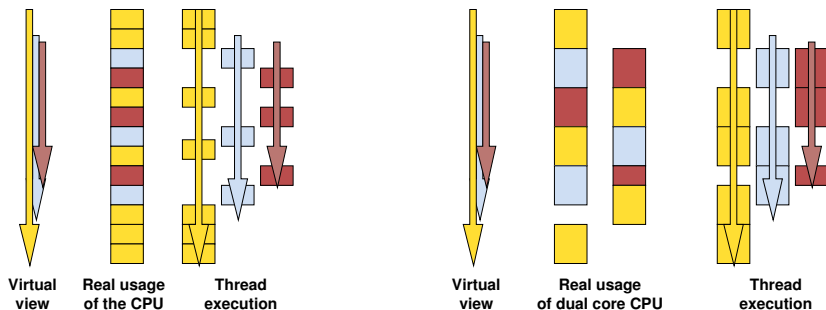 Virtual
view
Real usage
of the CPU
Thread
execution
Virtual
view
Real usage
of dual core CPU
Thread
execution